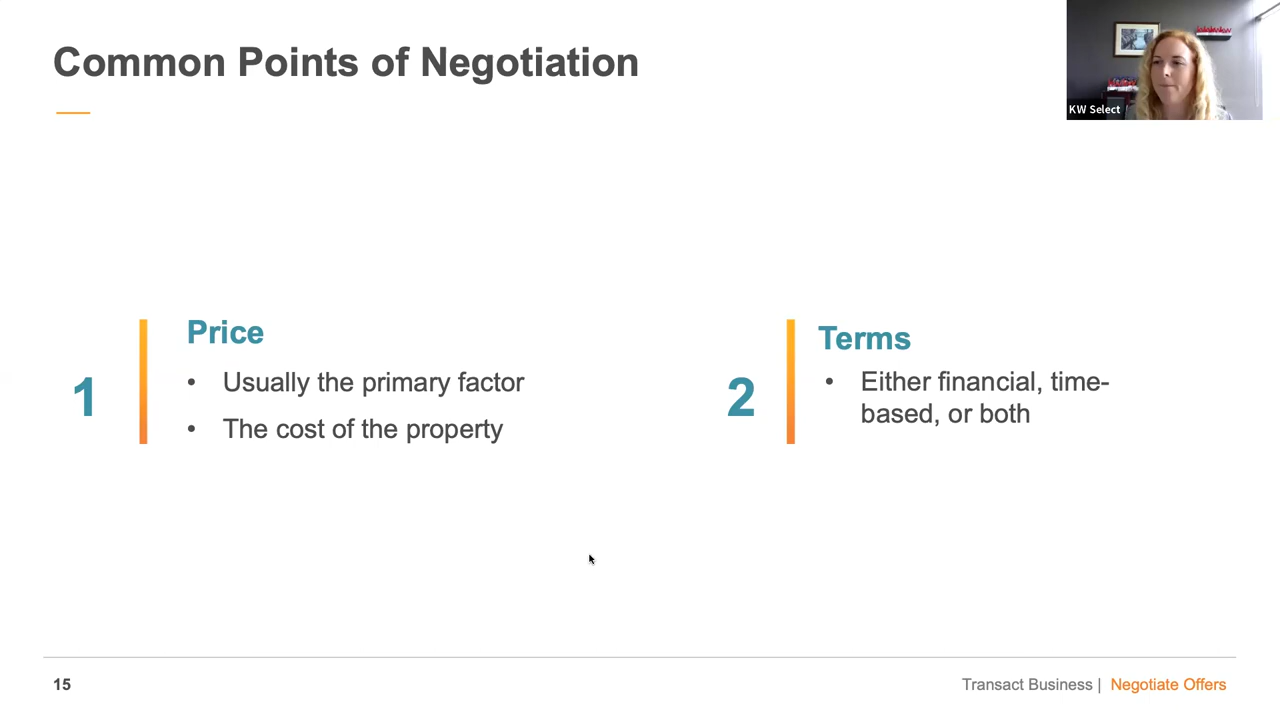 Common Points of Negotiation
KW Select
1
Price
• Usually the primary factor
• The cost of the property
2
Terms
• Either financial, time-
based, or both
15
Transact Business | Negotiate Offers